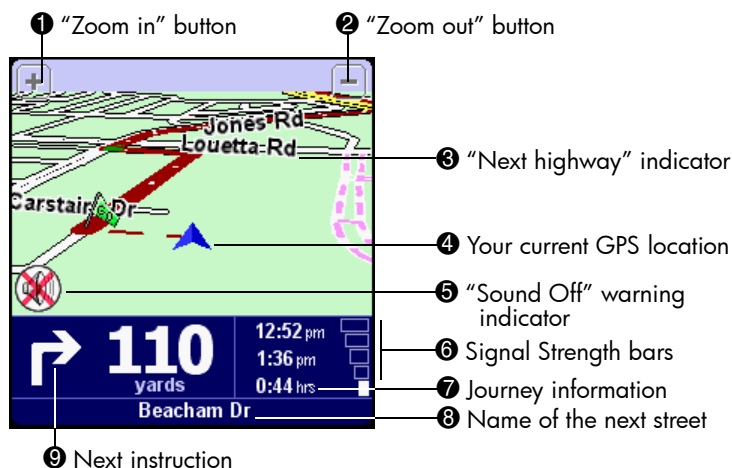 ❶ “Zoom in” button
❷ “Zoom out” button
+
−
Jones Rd
Louetta Rd
❸ “Next highway” indicator
Carstair Dr
GO
❹ Your current GPS location
❺ “Sound Off” warning
indicator
110
yards
12:52 pm
1:36 pm
0:44 hrs
❻ Signal Strength bars
❼ Journey information
Beacham Dr
❽ Name of the next street
❾ Next instruction